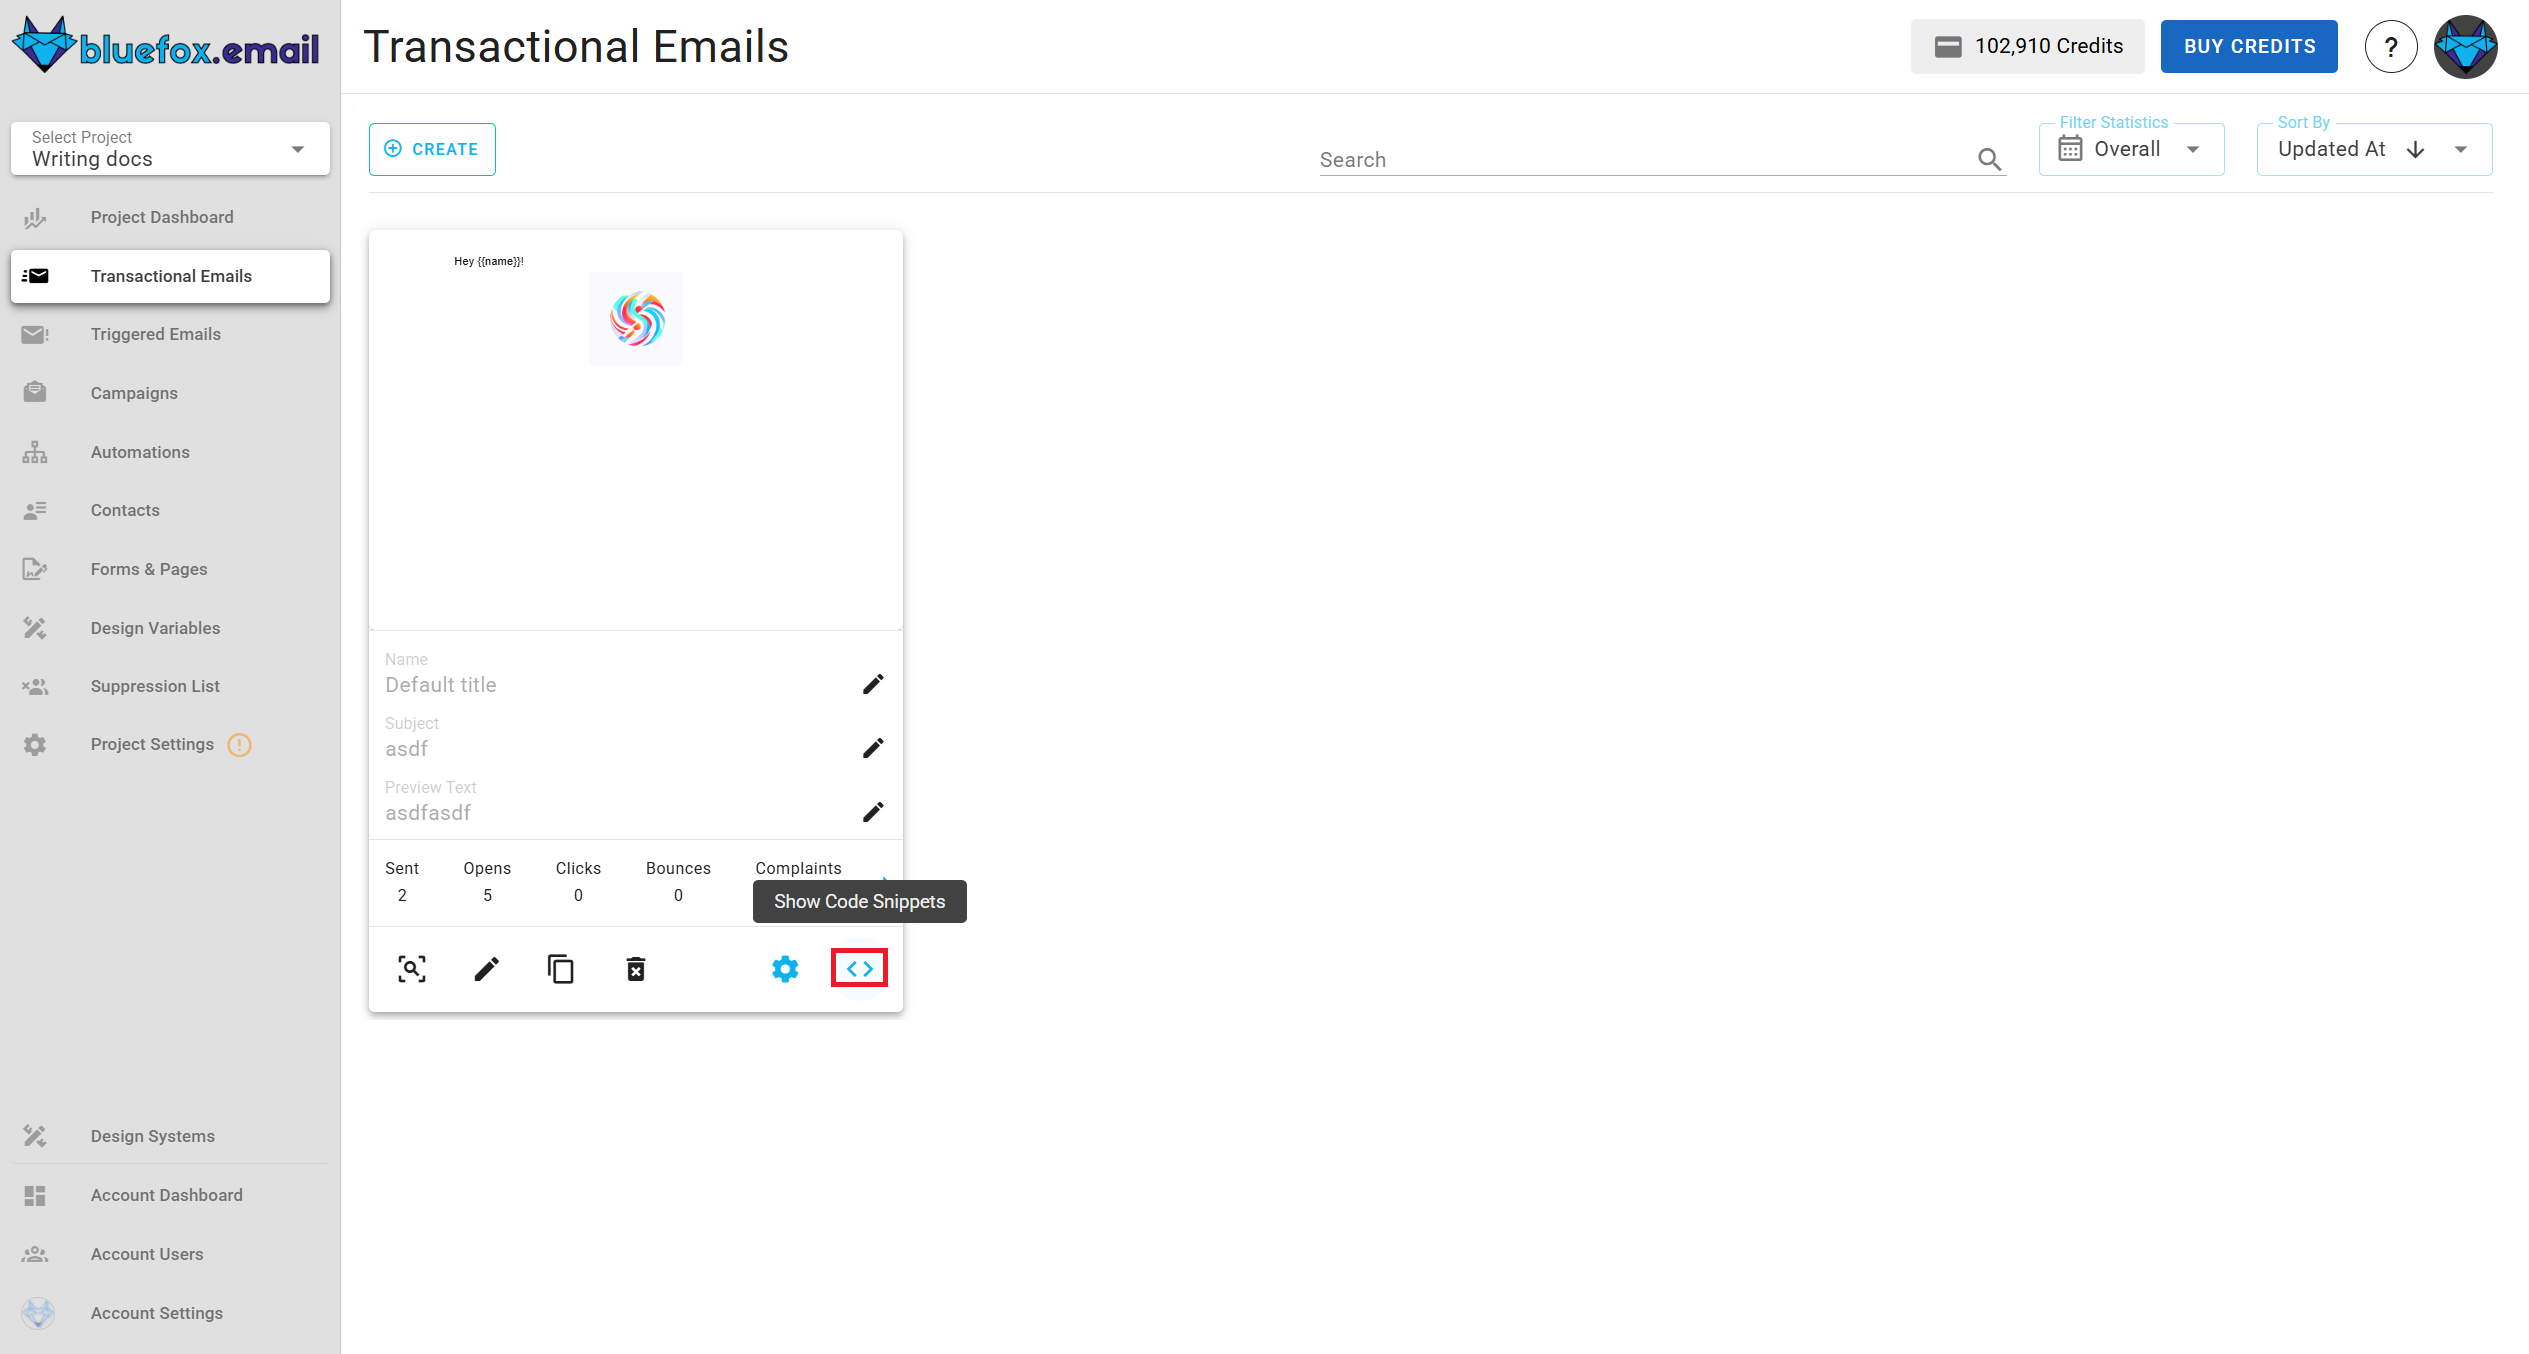 bluefox.email
Transactional Emails
102,910 Credits
BUY CREDITS
?
Select Project
Writing docs
CREATE
Search
Filter Statistics
Overall
Sort By
Updated At
Project Dashboard
Transactional Emails
Triggered Emails
Campaigns
Automations
Contacts
Forms & Pages
Design Variables
Suppression List
Project Settings
Design Systems
Account Dashboard
Account Users
Account Settings
Hey {{name}}!
Name
Default title
Subject
asdf
Preview Text
asdfasdf
Sent Opens Clicks Bounces Complaints
2 5 0 0
Show Code Snippets